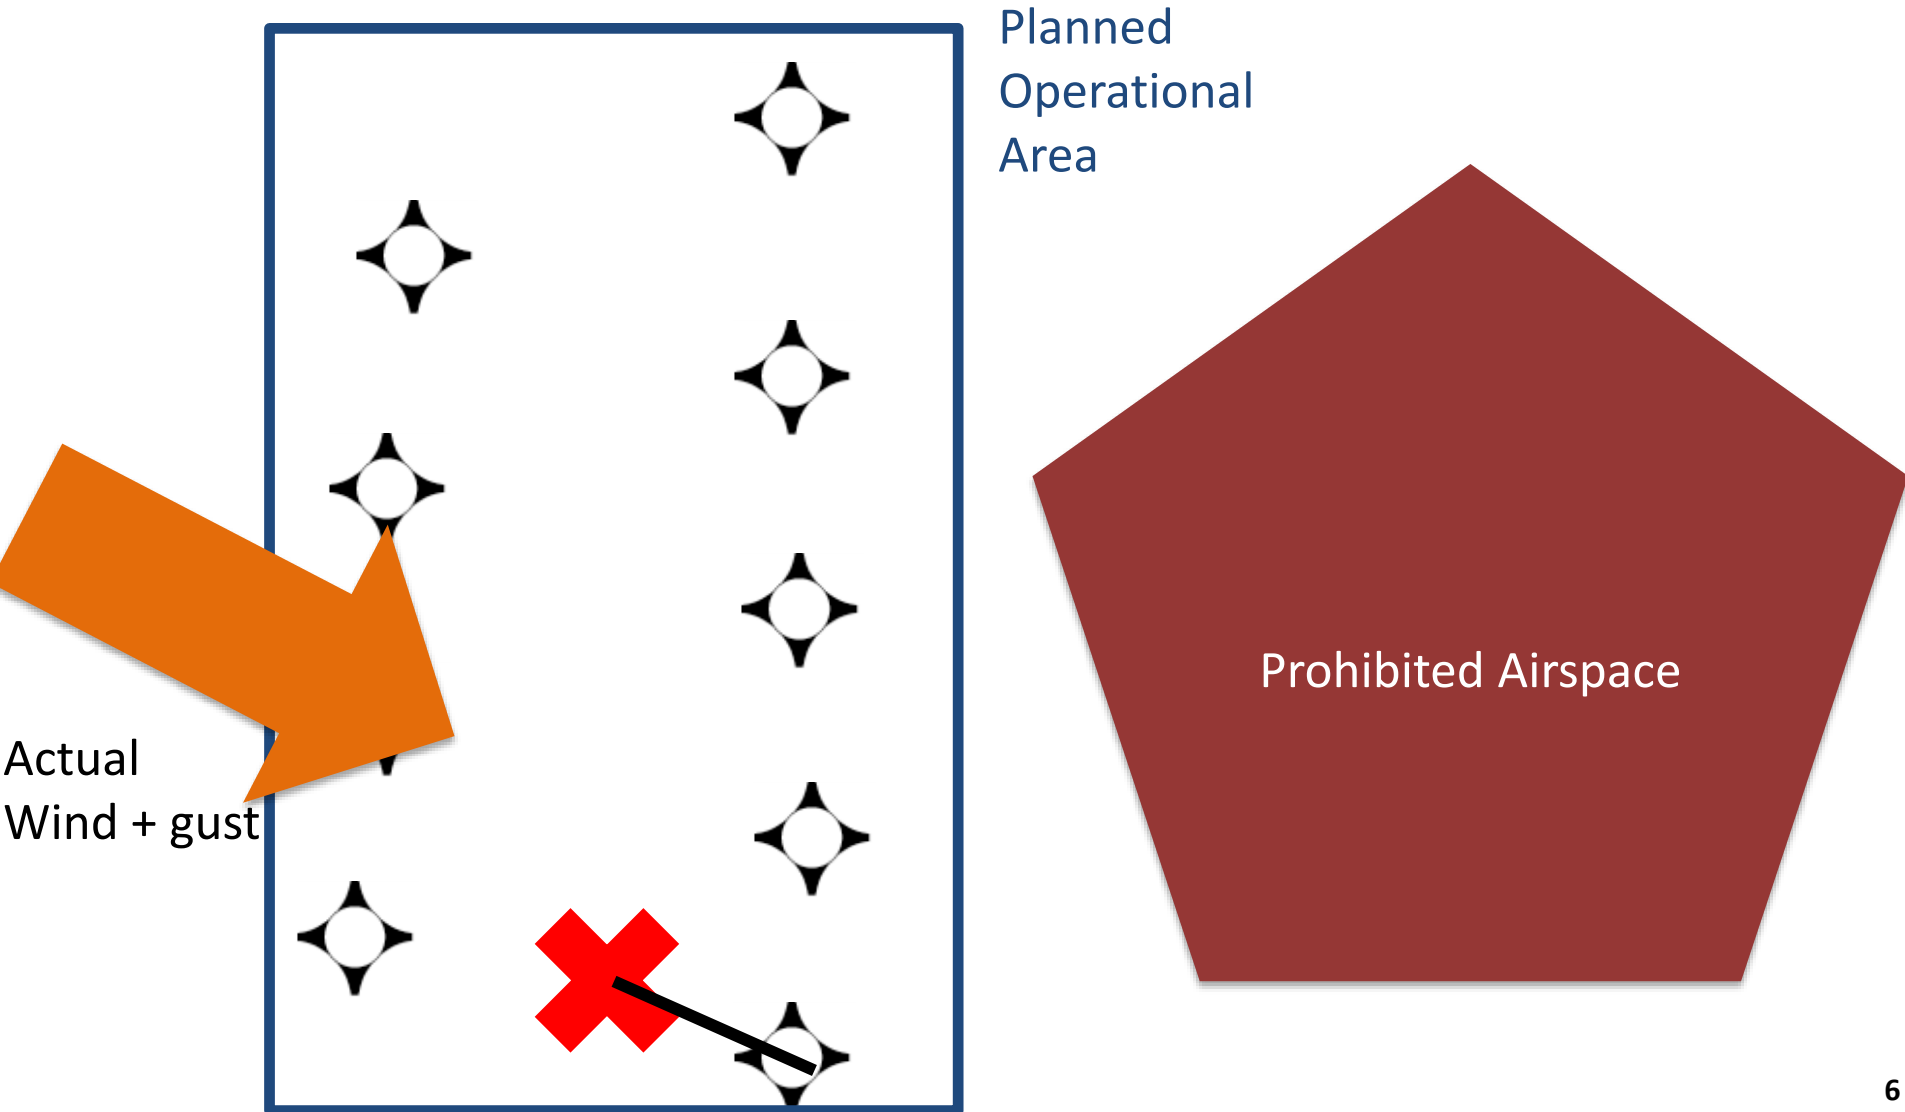 Planned
Operational
Area
Prohibited Airspace
Actual
Wind + gust
6